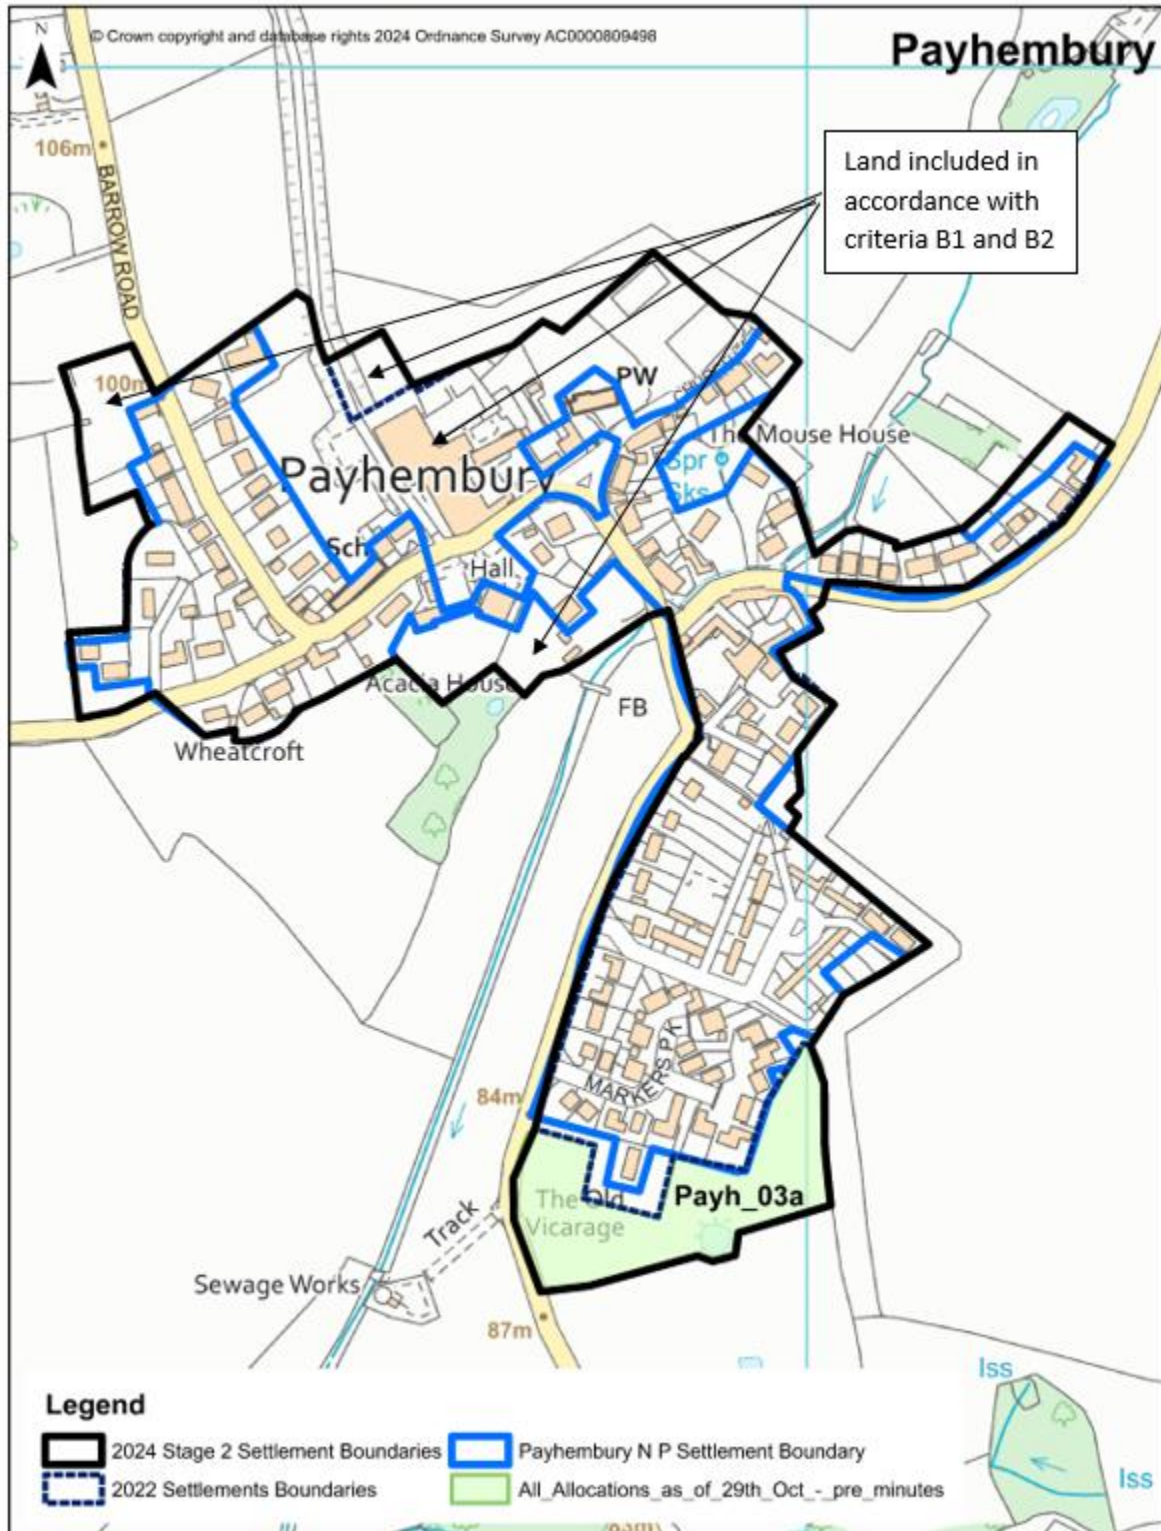 N
© Crown copyright and database rights 2024 Ordnance Survey AC0000809498
Payhembury
106m
BARROW ROAD
Land included in
accordance with
criteria B1 and B2
100m
PW
The Mouse House
Payhembury
Spr
Sks
Sch
Hall
Acacia House
FB
Wheatcroft
MARKERS PK
84m
The Old
Vicarage
Payh_03a
Track
Sewage Works
87m
Iss
Iss
Legend
2024 Stage 2 Settlement Boundaries
Payhembury N P Settlement Boundary
2022 Settlements Boundaries
All_Allocations_as_of_29th_Oct_-_pre_minutes